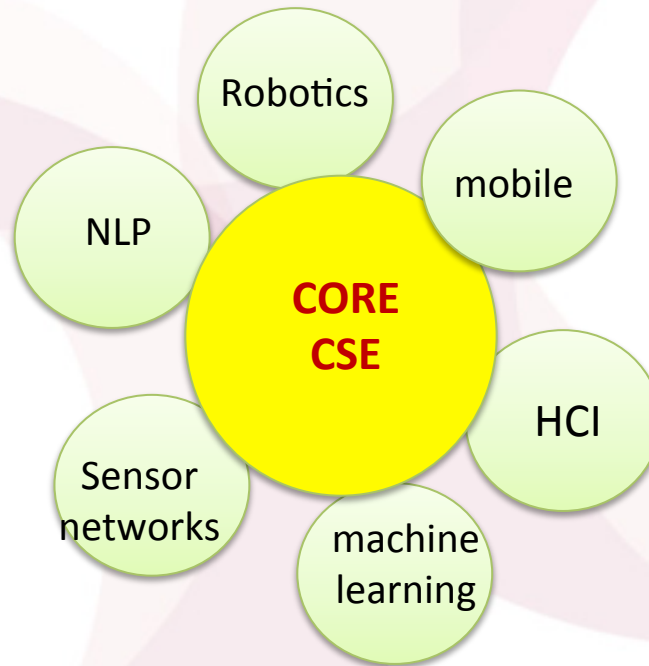 Robotics
mobile
NLP
CORE
CSE
HCI
Sensor
networks
machine
learning